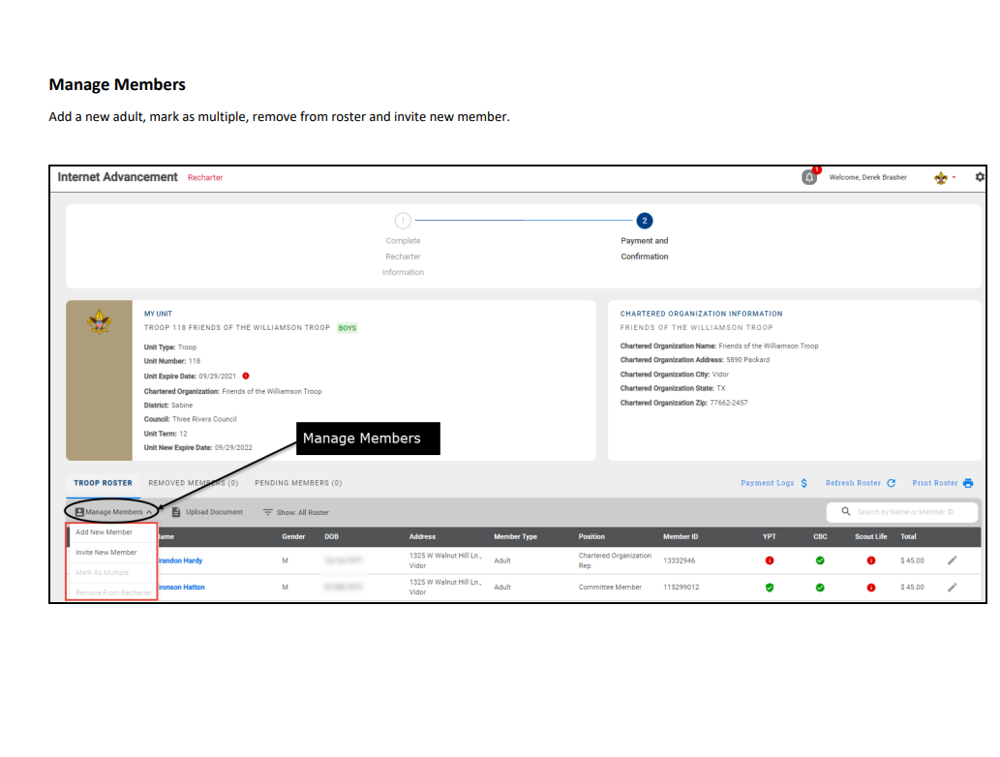 Manage Members
Add a new adult, mark as multiple, remove from roster and invite new member.
Internet Advancement Recharter
1
Welcome, Derek Brasher
1
2
Complete
Recharter
Information
Payment and
Confirmation
MY UNIT
TROOP 118 FRIENDS OF THE WILLIAMSON TROOP BOYS
Unit Type: Troop
Unit Number: 118
Unit Expire Date: 09/29/2021
Chartered Organization: Friends of the Williamson Troop
District: Sabine
Council: Three Rivers Council
Unit Term: 12
Unit New Expire Date: 09/29/2022
CHARTERED ORGANIZATION INFORMATION
FRIENDS OF THE WILLIAMSON TROOP
Chartered Organization Name: Friends of the Williamson Troop
Chartered Organization Address: 5890 Packard
Chartered Organization City: Vidor
Chartered Organization State: TX
Chartered Organization Zip: 77662-2457
Manage Members
TROOP ROSTER REMOVED MEMBERS (0) PENDING MEMBERS (0) Payment Logs $ Refresh Roster Print Roster
Manage Members Upload Document Show: All Roster Search by Name or Member ID
Add New Member
Invite New Member
Mark As Multiple
Remove From Recharter
ame Gender DOB Address Member Type Position Member ID YPT CBC Scout Life Total
randon Hardy M 1325 W Walnut Hill Ln., Vidor Adult Chartered Organization Rep. 13332946 $ 45.00
ronson Hatton M 1325 W Walnut Hill Ln., Vidor Adult Committee Member 115299012 $ 45.00